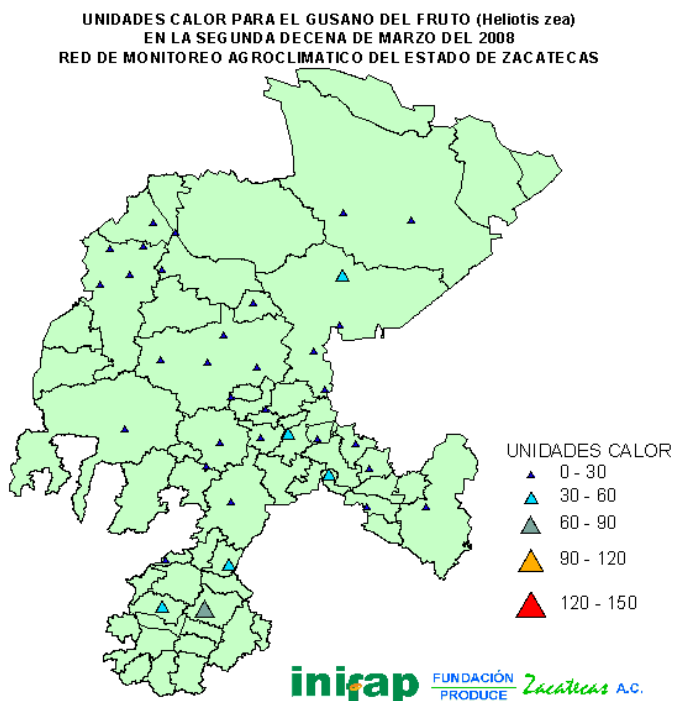 UNIDADES CALOR PARA EL GUSANO DEL FRUTO (Heliotis zea)
EN LA SEGUNDA DECENA DE MARZO DEL 2008
RED DE MONITOREO AGROCLIMATICO DEL ESTADO DE ZACATECAS
UNIDADES CALOR
0 - 30
30 - 60
60 - 90
90 - 120
120 - 150
inifap
FUNDACIÓN
PRODUCE
Zacatecas A.C.